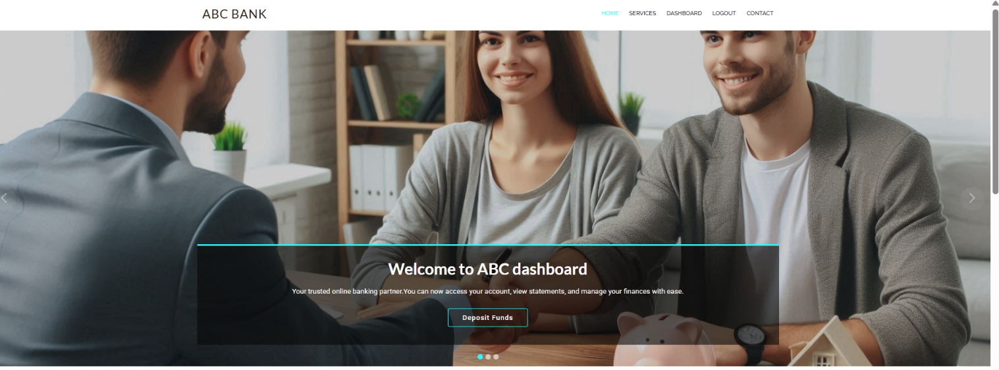 ABC BANK
HOME SERVICES DASHBOARD LOGOUT CONTACT
Welcome to ABC dashboard
Your trusted online banking partner.You can now access your account, view statements, and manage your finances with ease.
Deposit Funds